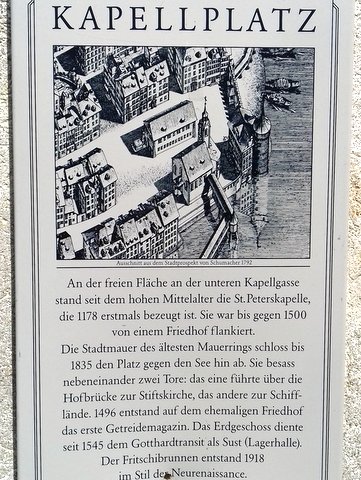 KAPELLPLATZ
Ausschnitt aus dem Stadtprospekt von Schumacher 1792
An der freien Fläche an der unteren Kapellgasse
stand seit dem hohen Mittelalter die St.Peterskapelle,
die 1178 erstmals bezeugt ist. Sie war bis gegen 1500
von einem Friedhof flankiert.
Die Stadtmauer des ältesten Mauerrings schloss bis
1835 den Platz gegen den See hin ab. Sie besass
nebeneinander zwei Tore: das eine führte über die
Hofbrücke zur Stiftskirche, das andere zur Schiff-
lände. 1496 entstand auf dem ehemaligen Friedhof
das erste Getreidemagazin. Das Erdgeschoss diente
seit 1545 dem Gotthardtransit als Sust (Lagerhalle).
Der Fritschibrunnen entstand 1918
im Stil der Neurenaissance.